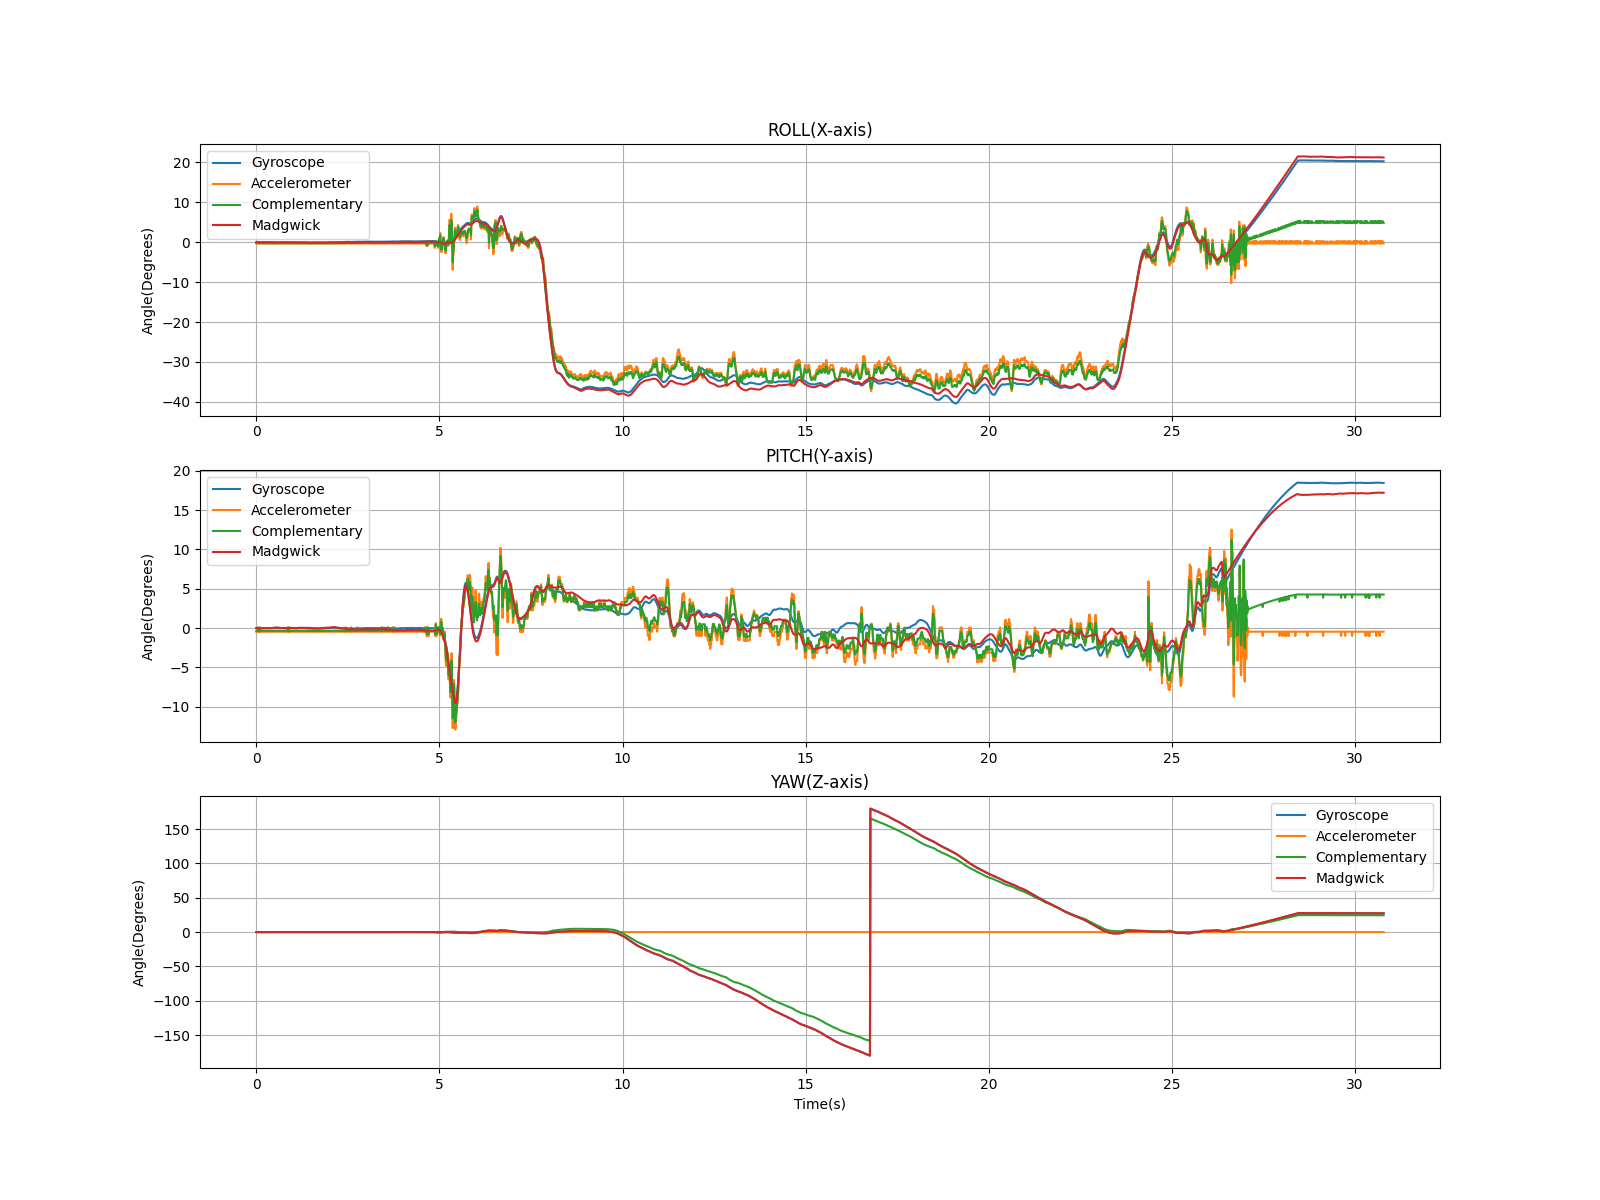 ROLL(X-axis)
Gyroscope
Accelerometer
Complementary
Madgwick
Angle(Degrees)
20
10
0
−10
−20
−30
−40
0 5 10 15 20 25 30
PITCH(Y-axis)
Gyroscope
Accelerometer
Complementary
Madgwick
Angle(Degrees)
20
15
10
5
0
−5
−10
0 5 10 15 20 25 30
YAW(Z-axis)
Gyroscope
Accelerometer
Complementary
Madgwick
Angle(Degrees)
150
100
50
0
−50
−100
−150
0 5 10 15 20 25 30
Time(s)